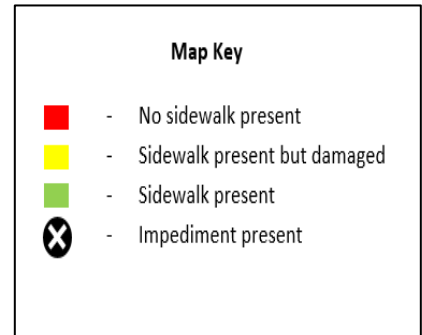 Map Key
- No sidewalk present
- Sidewalk present but damaged
- Sidewalk present
- Impediment present